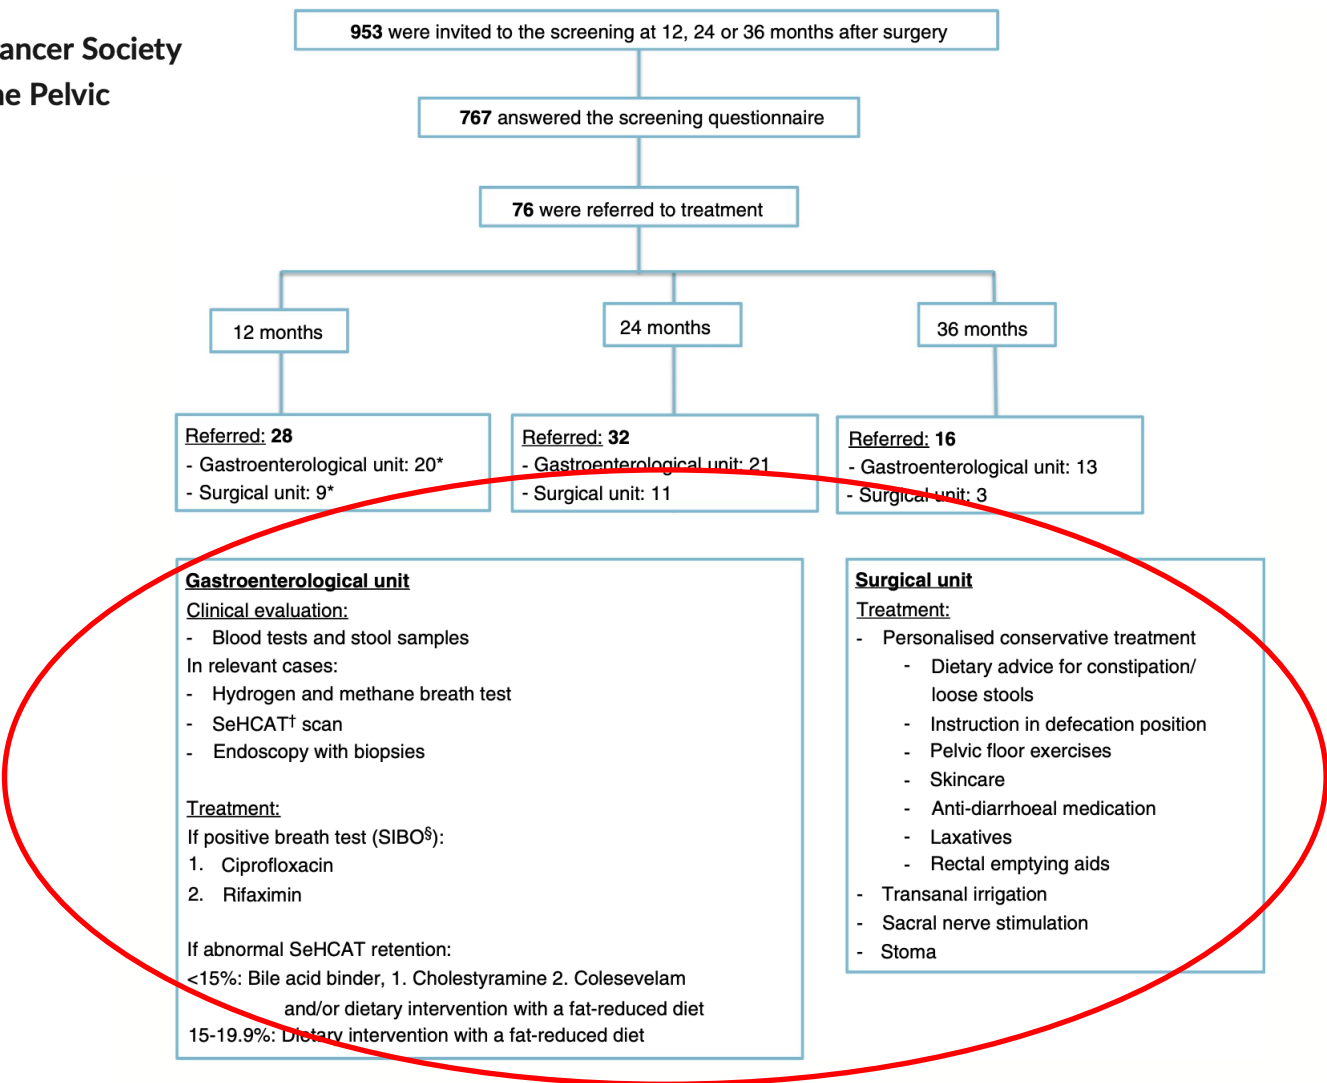 ancer Society
ne Pelvic
953 were invited to the screening at 12, 24 or 36 months after surgery
767 answered the screening questionnaire
76 were referred to treatment
12 months
24 months
36 months
Referred: 28
- Gastroenterological unit: 20*
- Surgical unit: 9*
Referred: 32
- Gastroenterological unit: 21
- Surgical unit: 11
Referred: 16
- Gastroenterological unit: 13
- Surgical unit: 3
Gastroenterological unit
Clinical evaluation:
- Blood tests and stool samples
In relevant cases:
- Hydrogen and methane breath test
- SeHCAT† scan
- Endoscopy with biopsies
Treatment:
If positive breath test (SIBO§):
1. Ciprofloxacin
2. Rifaximin
If abnormal SeHCAT retention:
<15%: Bile acid binder, 1. Cholestyramine 2. Colesevelam
and/or dietary intervention with a fat-reduced diet
15-19.9%: Dietary intervention with a fat-reduced diet
Surgical unit
Treatment:
- Personalised conservative treatment
- Dietary advice for constipation/
loose stools
- Instruction in defecation position
- Pelvic floor exercises
- Skincare
- Anti-diarrhoeal medication
- Laxatives
- Rectal emptying aids
- Transanal irrigation
- Sacral nerve stimulation
- Stoma